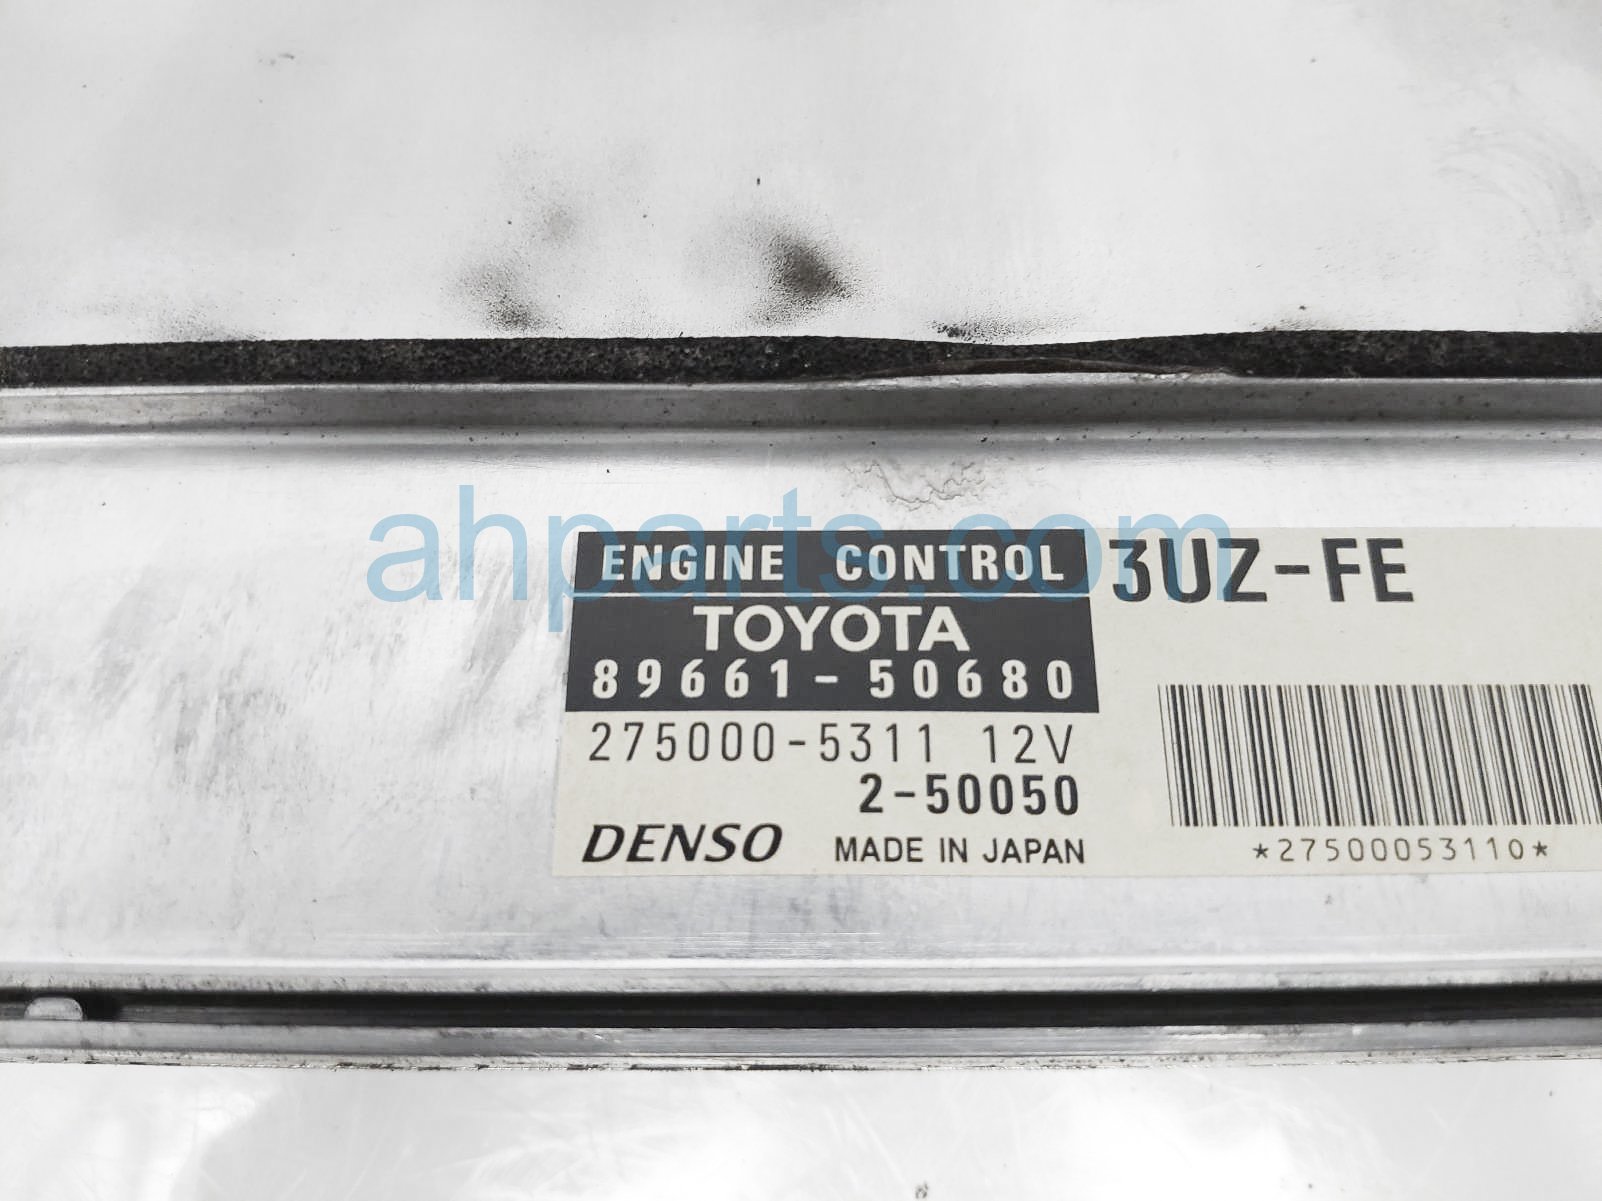 ahparts.com
ENGINE CONTROL 3UZ-FE
TOYOTA
89661-50680
275000-5311 12V
2-50050
DENSO MADE IN JAPAN
*27500053110*